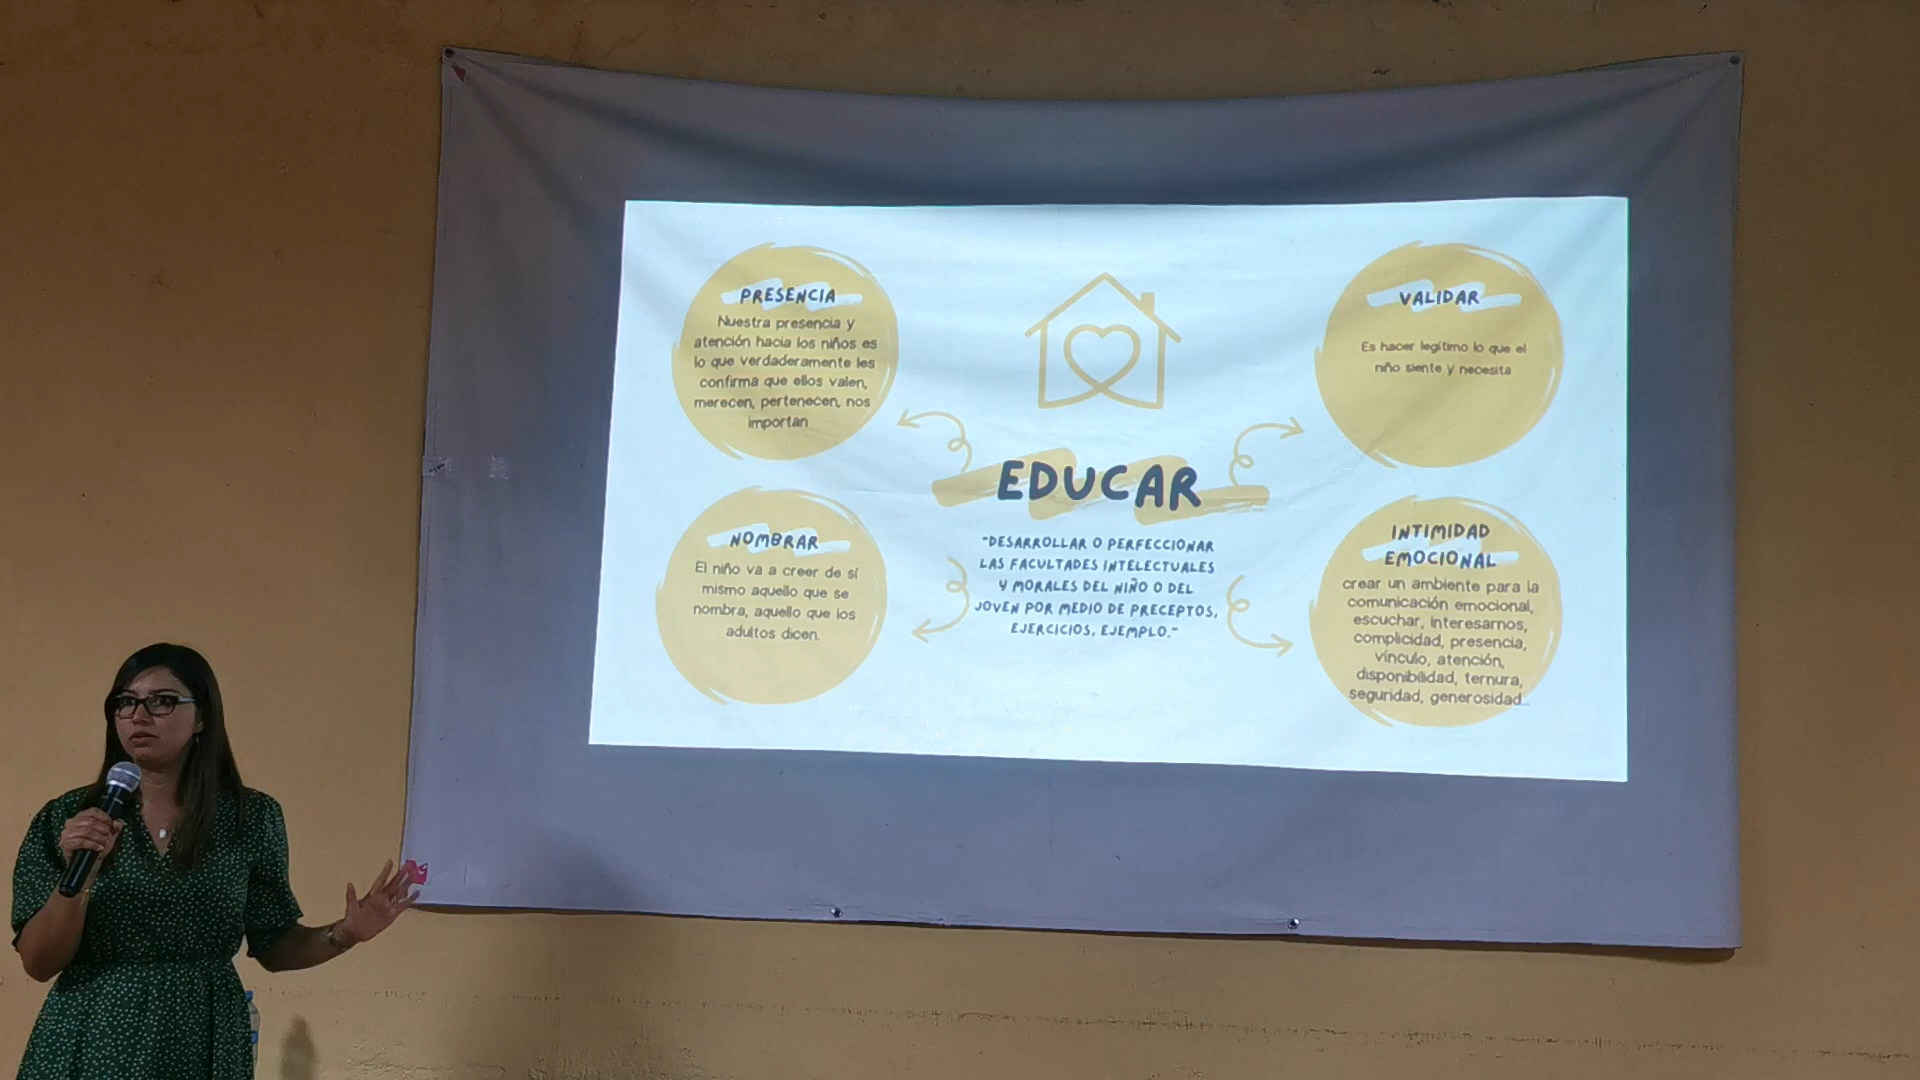 PRESENCIA
Nuestra presencia y
atención hacia los niños es
lo que verdaderamente les
confirma que ellos valen,
merecen, pertenecen, nos
importan
VALIDAR
Es hacer legítimo lo que el
niño siente y necesita
EDUCAR
"DESARROLLAR O PERFECCIONAR
LAS FACULTADES INTELECTUALES
Y MORALES DEL NIÑO O DEL
JOVEN POR MEDIO DE PRECEPTOS,
EJERCICIOS, EJEMPLO."
NOMBRAR
El niño va a creer de sí
mismo aquello que se
nombra, aquello que los
adultos dicen.
INTIMIDAD
EMOCIONAL
crear un ambiente para la
comunicación emocional,
escuchar, interesarnos,
complicidad, presencia,
vínculo, atención,
disponibilidad, ternura,
seguridad, generosidad...